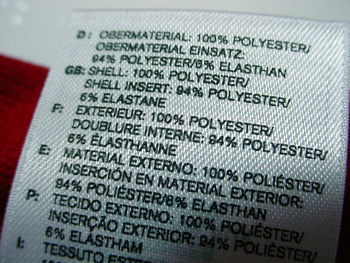 D: OBERMATERIAL: 100% POLYESTER/
OBERMATERIAL EINSATZ:
94% POLYESTER/6% ELASTHAN
GB: SHELL: 100% POLYESTER/
SHELL INSERT: 94% POLYESTER/
6% ELASTANE
F: EXTERIEUR: 100% POLYESTER/
DOUBLURE INTERNE: 94% POLYESTER/
6% ELASTHANNE
E: MATERIAL EXTERNO: 100% POLIÉSTER/
INSERCIÓN EN MATERIAL EXTERIOR:
94% POLIÉSTER/6% ELASTHAN
P: TECIDO EXTERNO: 100% POLIÉSTER/
INSERÇÃO EXTERIOR: 94% POLIÉSTER/
6% ELÁSTHAM
I: TESSUTO